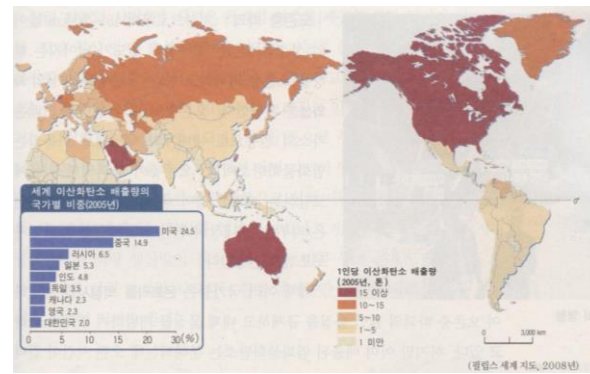 세계 이산화탄소 배출량의
국가별 비중(2005년)
미국 24.5
중국 14.9
러시아 6.5
일본 5.3
인도 4.8
독일 3.5
캐나다 2.3
영국 2.3
대한민국 2.0
0 5 10 15 20 25 30(%)
1인당 이산화탄소 배출량
(2005년, 톤)
15 이상
10~15
5~10
1~5
1 미만
0 3,000 km
(필립스 세계 지도, 2008년)